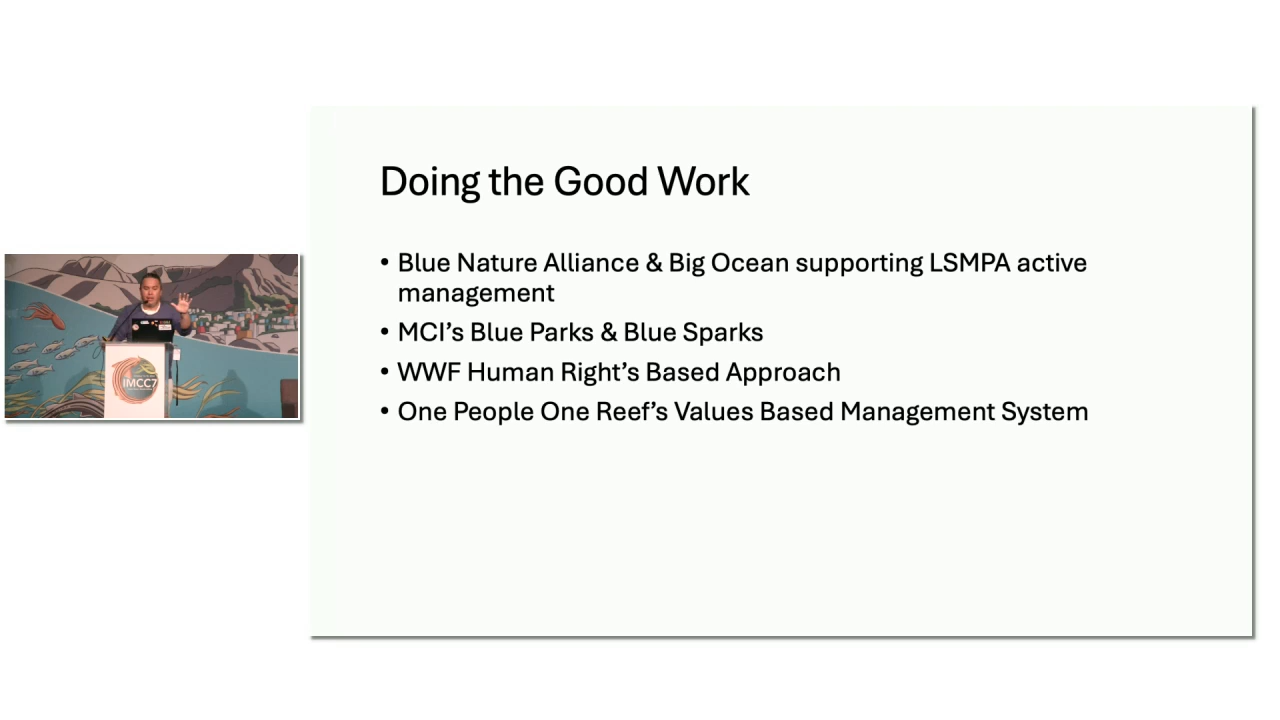 Doing the Good Work
• Blue Nature Alliance & Big Ocean supporting LSMPA active
management
• MCI’s Blue Parks & Blue Sparks
• WWF Human Right’s Based Approach
• One People One Reef’s Values Based Management System
IMCC7